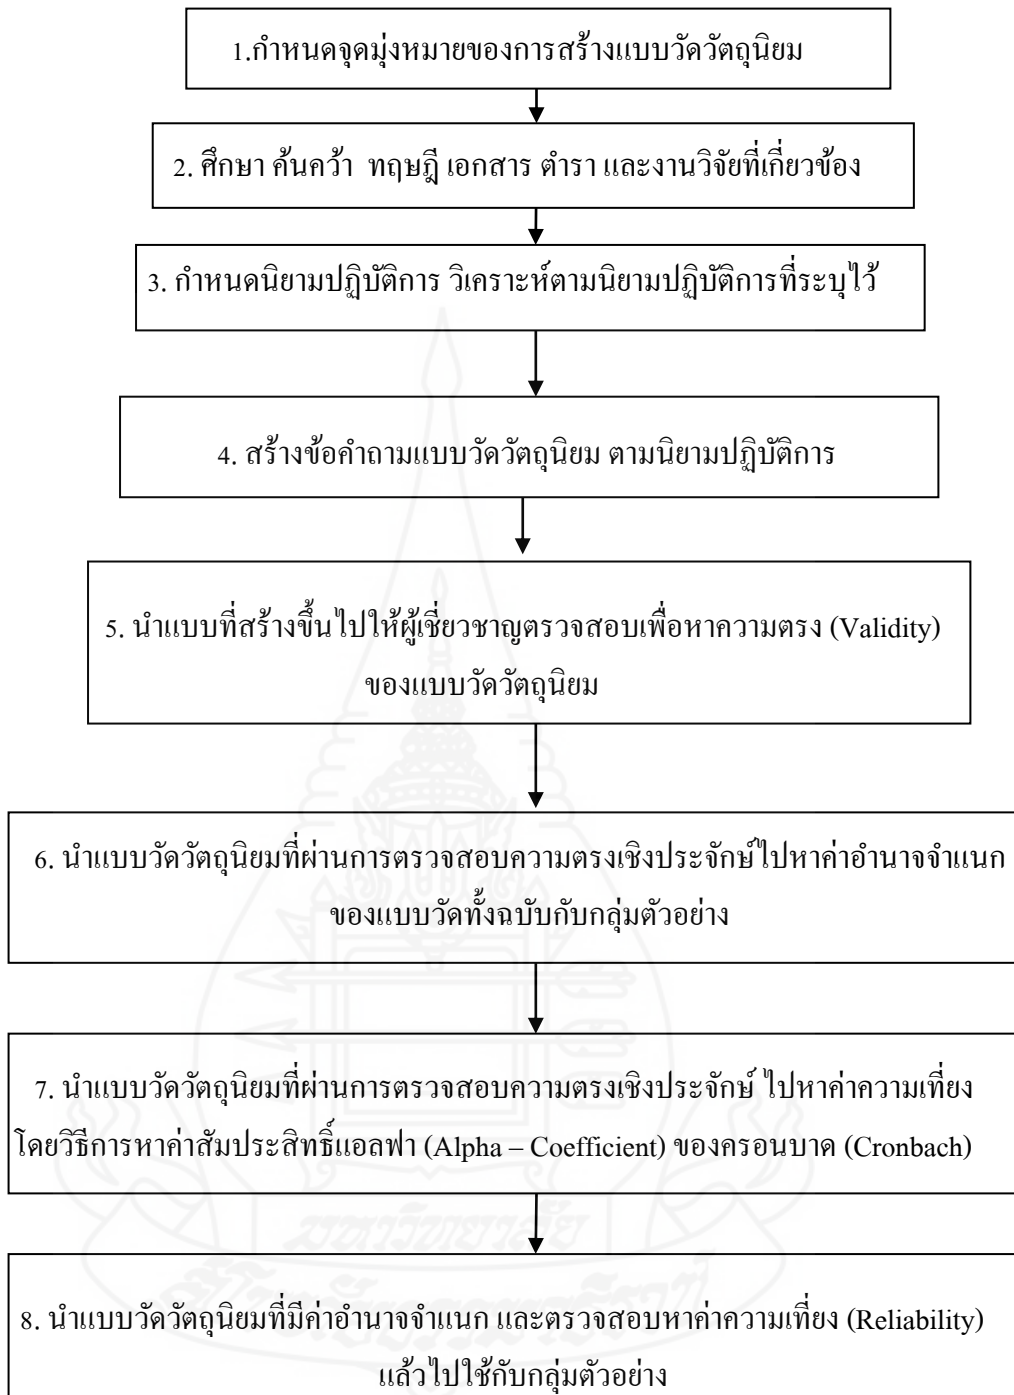 1.กำหนดจุดมุ่งหมายของการสร้างแบบวัดวัตถุนิยม
2. ศึกษา ค้นคว้า ทฤษฎี เอกสาร ตำรา และงานวิจัยที่เกี่ยวข้อง
3. กำหนดนิยามปฏิบัติการ วิเคราะห์ตามนิยามปฏิบัติการที่ระบุไว้
4. สร้างข้อคำถามแบบวัดวัตถุนิยม ตามนิยามปฏิบัติการ
5. นำแบบที่สร้างขึ้นไปให้ผู้เชี่ยวชาญตรวจสอบเพื่อหาความตรง (Validity)
ของแบบวัดวัตถุนิยม
6. นำแบบวัดวัตถุนิยมที่ผ่านการตรวจสอบความตรงเชิงประจักษ์ไปหาค่าอำนาจจำแนก
ของแบบวัดทั้งฉบับกับกลุ่มตัวอย่าง
7. นำแบบวัดวัตถุนิยมที่ผ่านการตรวจสอบความตรงเชิงประจักษ์ ไปหาค่าความเที่ยง
โดยวิธีการหาค่าสัมประสิทธิ์แอลฟา (Alpha – Coefficient) ของครอนบาด (Cronbach)
มหาวิทยาลัย
สุโขทัยธรรมาธิราช
8. นำแบบวัดวัตถุนิยมที่มีค่าอำนาจจำแนก และตรวจสอบหาค่าความเที่ยง (Reliability)
แล้วไปใช้กับกลุ่มตัวอย่าง